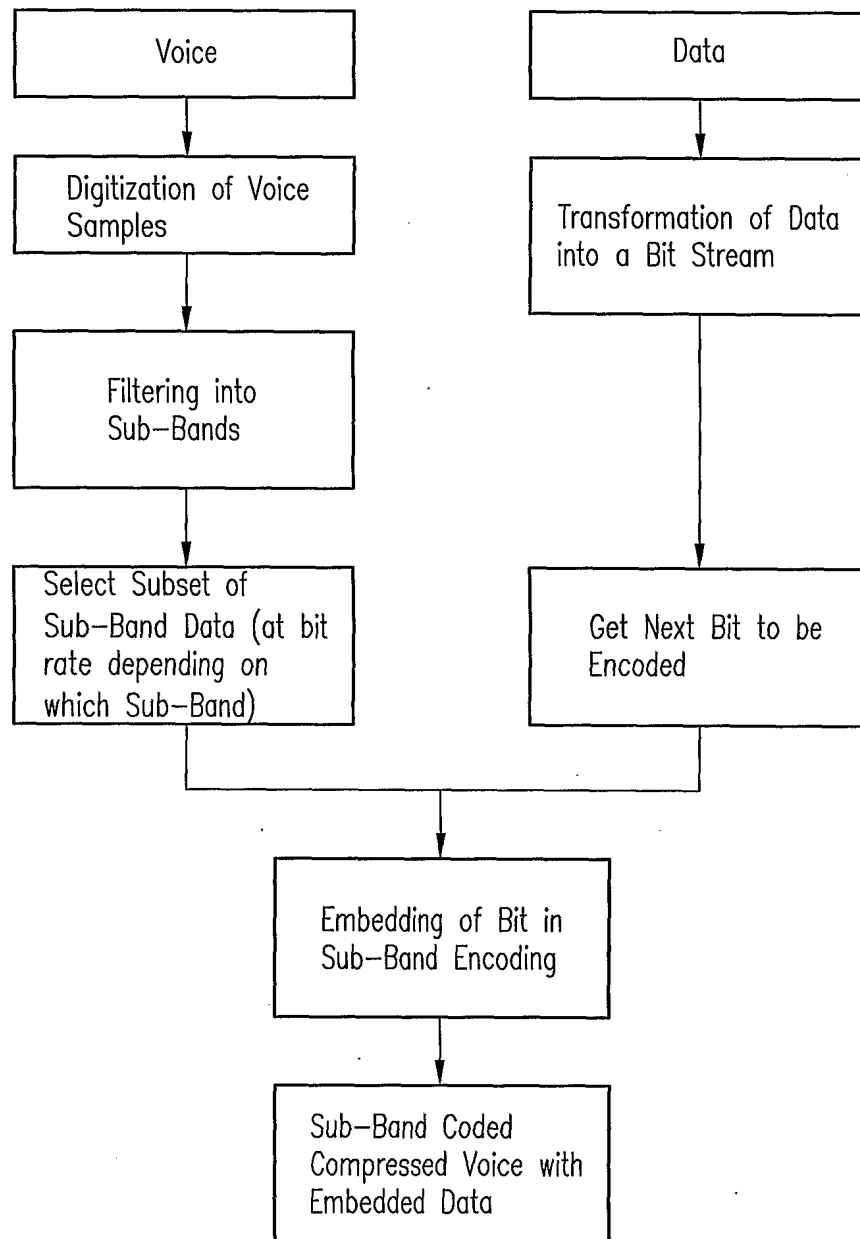 Voice
Digitization of Voice
Samples
Filtering into
Sub-Bands
Select Subset of
Sub-Band Data (at bit
rate depending on
which Sub-Band)
Data
Transformation of Data
into a Bit Stream
Get Next Bit to be
Encoded
Embedding of Bit in
Sub-Band Encoding
Sub-Band Coded
Compressed Voice with
Embedded Data